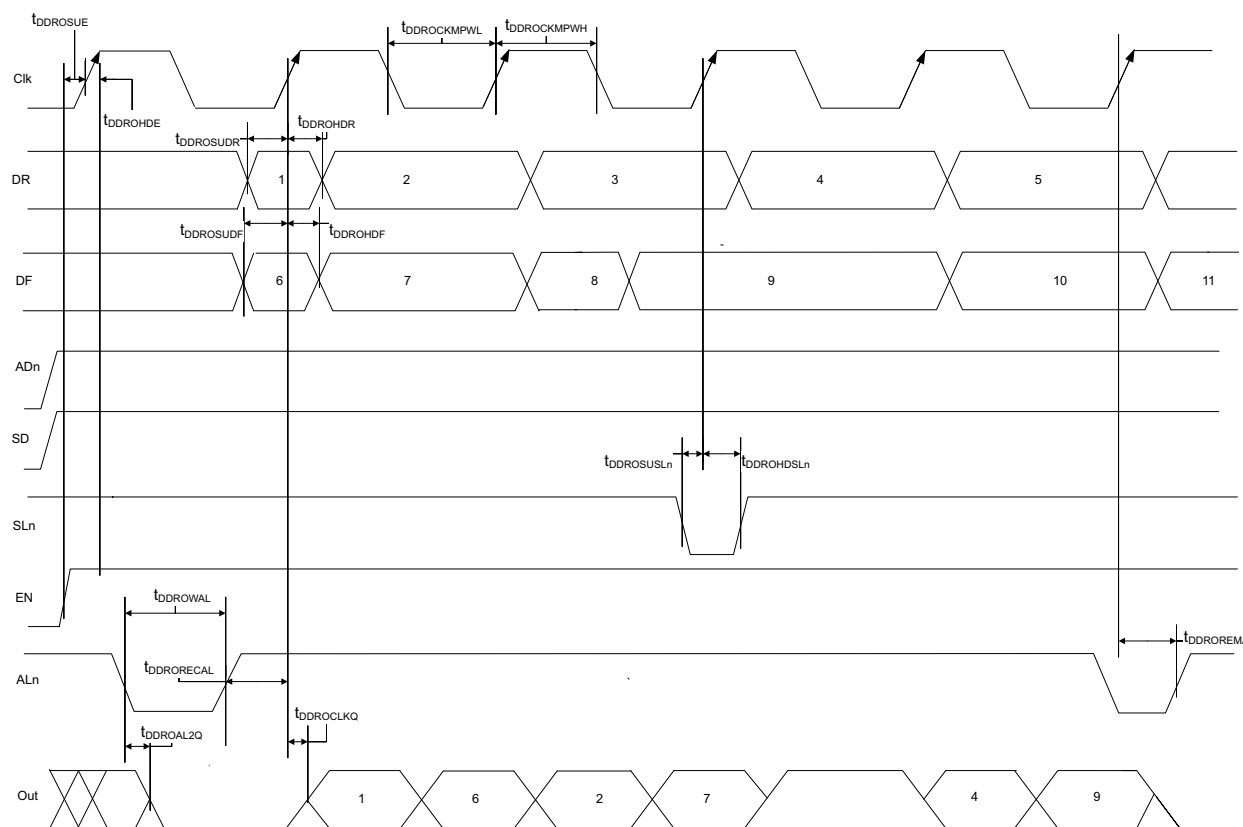 tDDROSUE
tDDROCKMPWL tDDROCKMPWH
Clk
tDDROHDE
tDDROSUDR tDDROHDR
DR 1 2 3 4 5
tDDROSUDF tDDROHDF
DF 6 7 8 9 10 11
ADn
SD
tDDROSUSLn tDDROHDSLn
SLn
EN
tDDROWAL
tDDROREMA
tDDRORECAL
ALn
tDDROCLKQ
tDDROAL2Q
Out 1 6 2 7 4 9